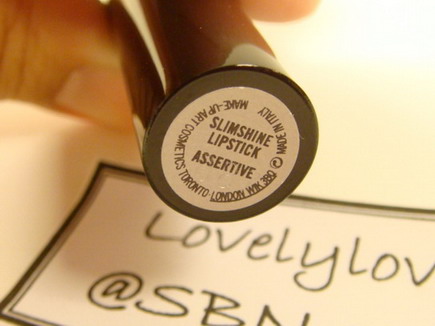 SLIMSHINE
LIPSTICK
ASSERTIVE
MAKE-UP ART COSMETICS TORONTO·LONDON W1K 3BQ
MADE IN ITALY
Lovelylov
@SBN